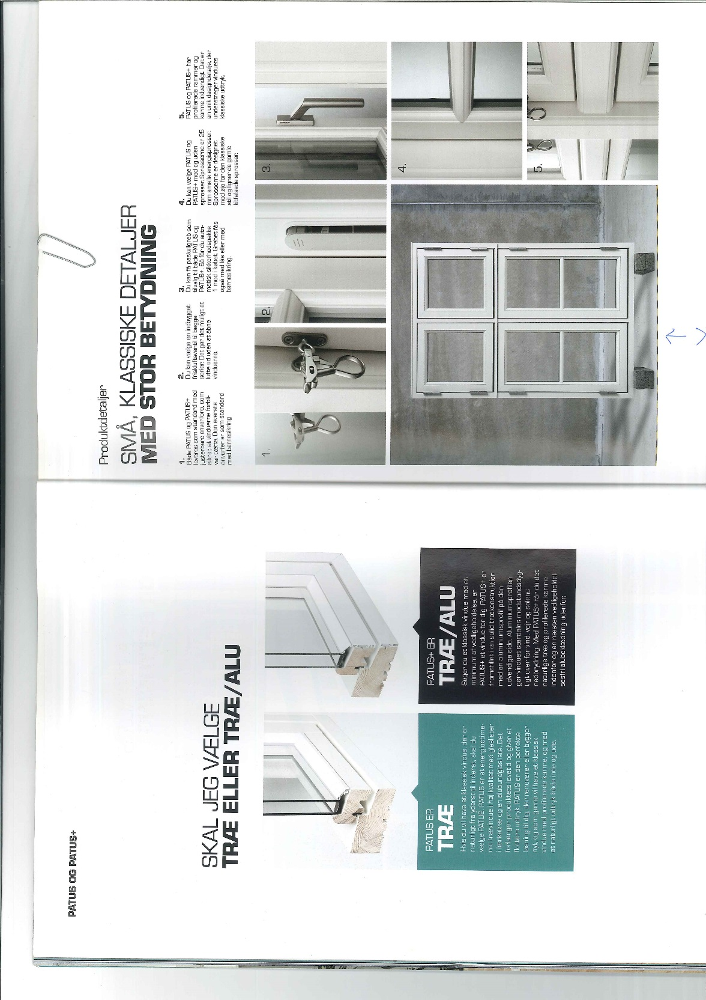 PATUS OG PATUS+
SKAL JEG VÆLGE
TRÆ ELLER TRÆ/ALU
PATUS ER
TRÆ
Hvis du vil have et klassisk vindue, der er
naturligt fra yderst til inderst, skal du
vælge PATUS. PATUS er et energioptime-
ret trævindue i høj kvalitet med glaslister
i lærketræ og en alubundglasliste. Det
forlænger produktets levetid og giver et
flottere udtryk. PATUS er den perfekte
løsning til dig, der renoverer eller bygger
nyt, og som gerne vil have et klassisk
vindue med profilerede karme, og med
et naturligt udtryk både inde og ude.
PATUS+ ER
TRÆ/ALU
Søger du et klassisk vindue med et
minimum af vedligeholdelse, er
PATUS+ et vindue for dig. PATUS+ er
fremstillet i en solid trækonstruktion
med en aluminiumsprofil på den
udvendige side. Aluminiumsprofilen
gør vinduet særdeles modstandsdyg-
tigt over for vind, vejr og solens
nedbrydning. Med PATUS+ får du det
naturlige træ og profilerede karme
indenfor og en næsten vedligeholdel-
sesfri alubeklædning udenfor.
Produktdetaljer
SMÅ, KLASSISKE DETALJER
MED STOR BETYDNING
1.
Både PATUS og PATUS+
leveres som standard med
justerbare anverfere, som
sikrer, at vinduerne forbli-
ver tætte. Den øverste
anverfer er som standard
med børnesikring
2.
Du kan vælge en indbygget
friskluftsventil til begge
serier. Det gør det muligt at
lufte ud uden at åbne
vinduerne.
3.
Du kan få paskvilgreb som
tilvalg til både PATUS og
PATUS+. Så får du auto-
matisk sikkerhedspakke
1 med i købet. Grebet fås
også med lås eller med
børnesikring.
4.
Du kan vælge PATUS og
PATUS+ med og uden
sprosser. Sprosserne er 25
mm smalle energisprosser.
Sprosserne er designet
med øje for den klassiske
stil og ligner de gamle
kitfalsede sprosser.
5.
PATUS og PATUS+ har
profilerede rammer og
karme indvendigt. Det er
en unik designdetalje, der
understreger vinduets
klassiske udtryk.
1.
2.
3.
4.
5.